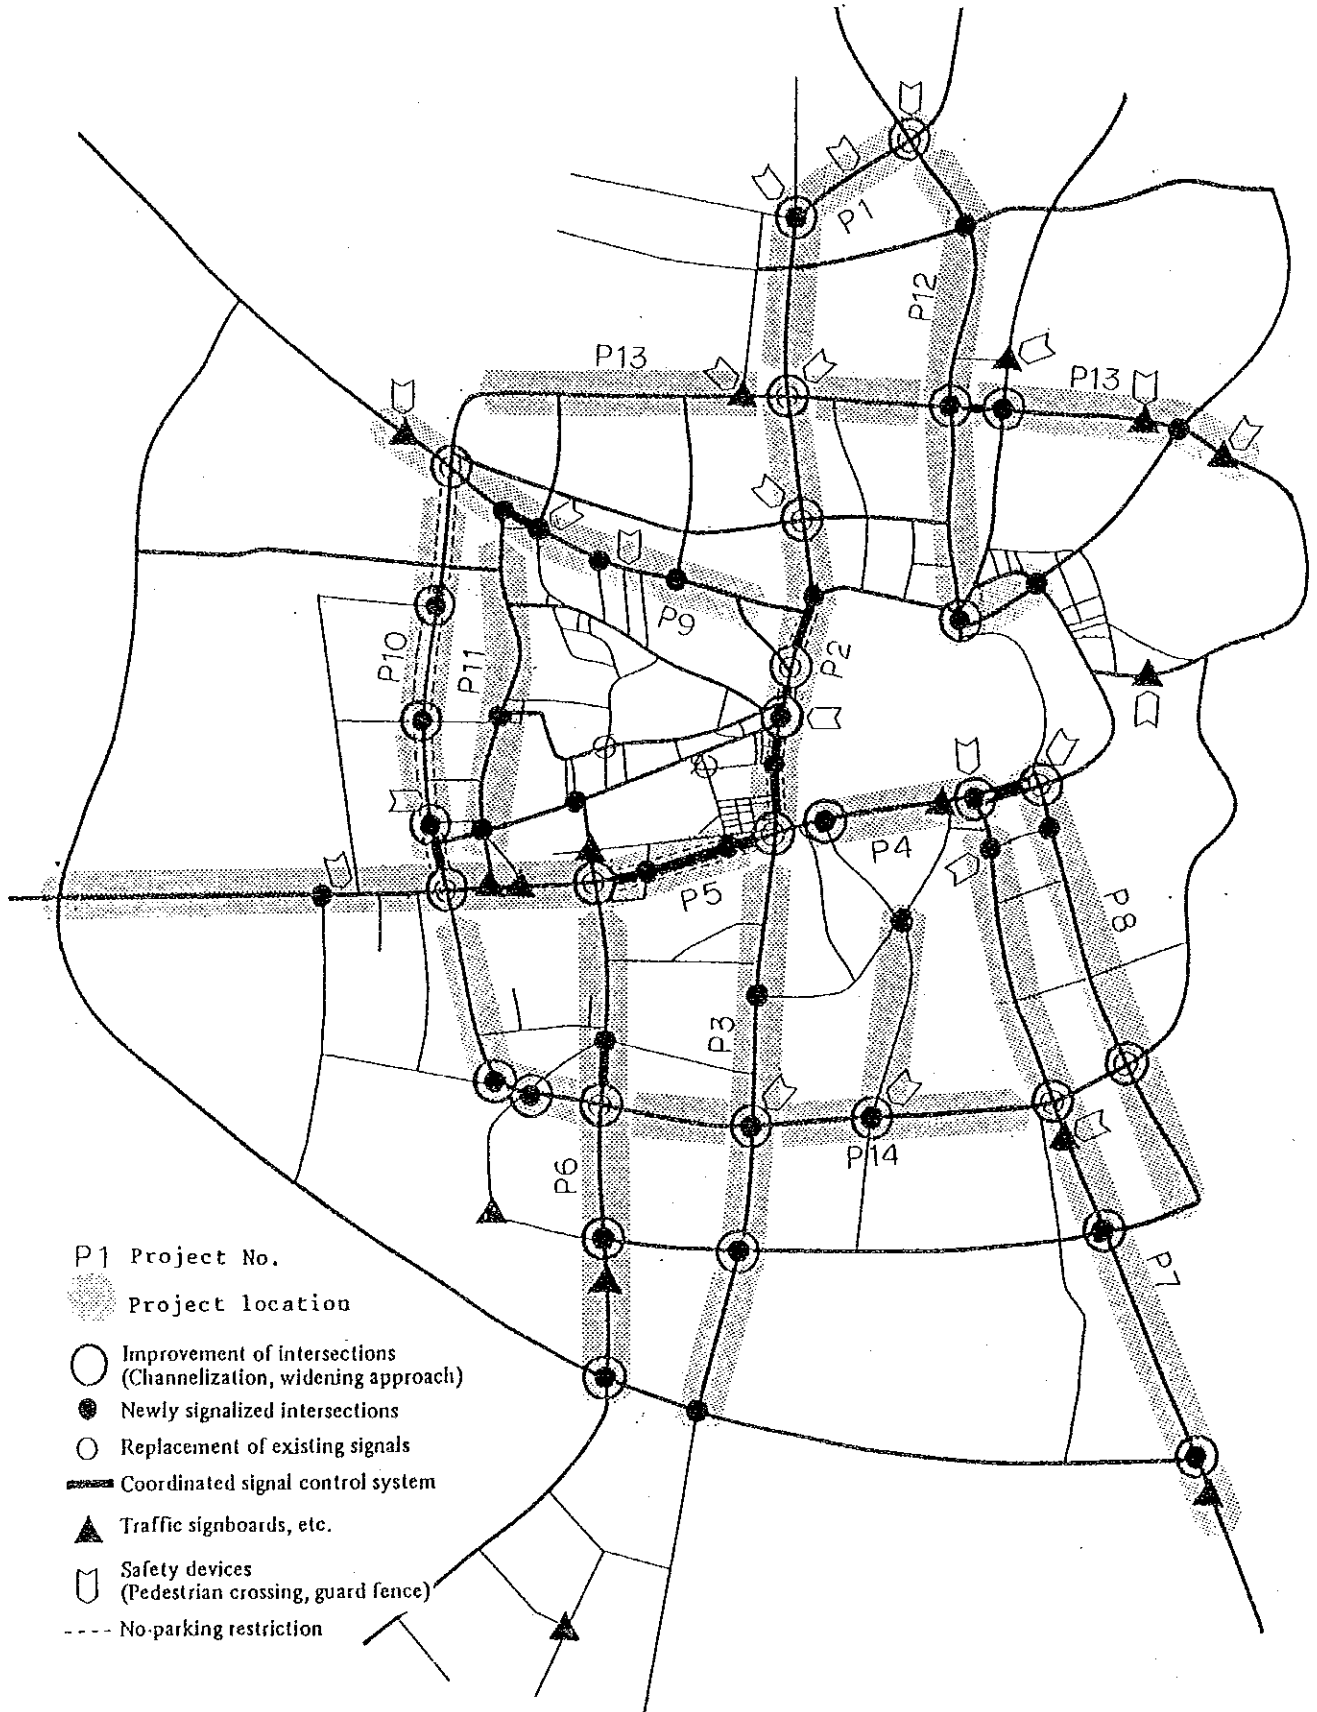 P1
P12
P13
P13
P9
P2
P10
P11
P4
P5
P8
P3
P14
P6
P7
P1 Project No.
Project location
Improvement of intersections
(Channelization, widening approach)
Newly signalized intersections
Replacement of existing signals
Coordinated signal control system
Traffic signboards, etc.
Safety devices
(Pedestrian crossing, guard fence)
No-parking restriction